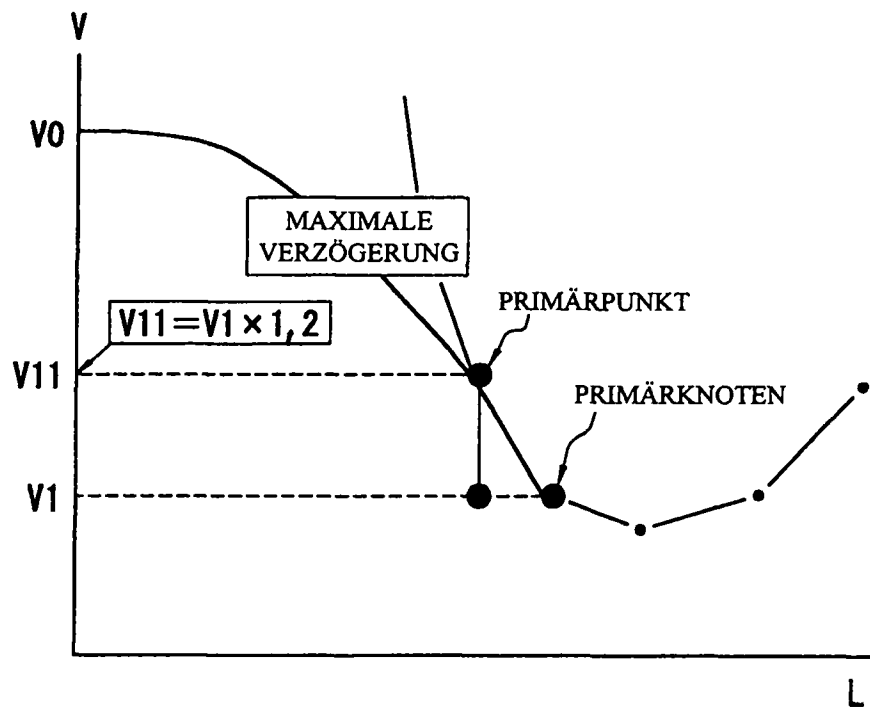 V
V0
MAXIMALE
VERZÖGERUNG
PRIMÄRPUNKT
V11=V1×1,2
V11
PRIMÄRKNOTEN
V1
L